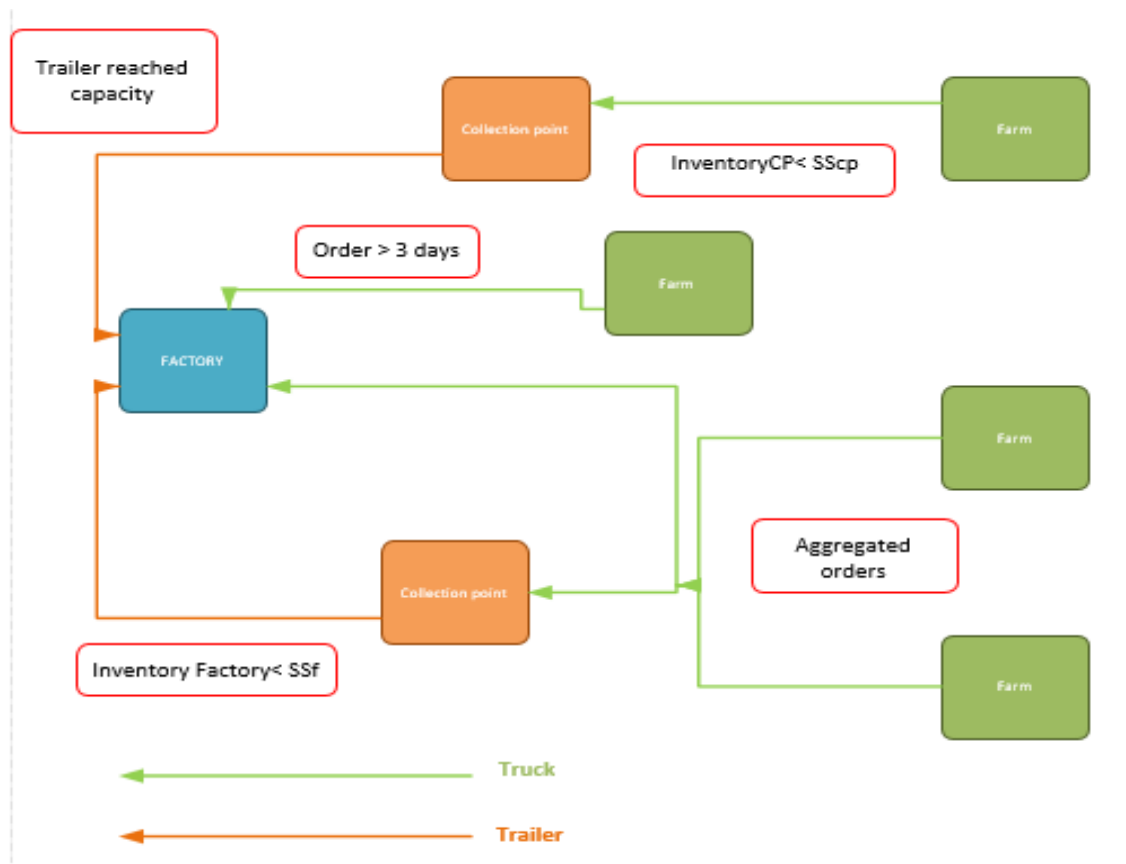 Trailer reached
capacity
Collection point
Farm
InventoryCP< SScp
Order > 3 days
Farm
FACTORY
Farm
Aggregated
orders
Collection point
Inventory Factory< SSf
Farm
Truck
Trailer